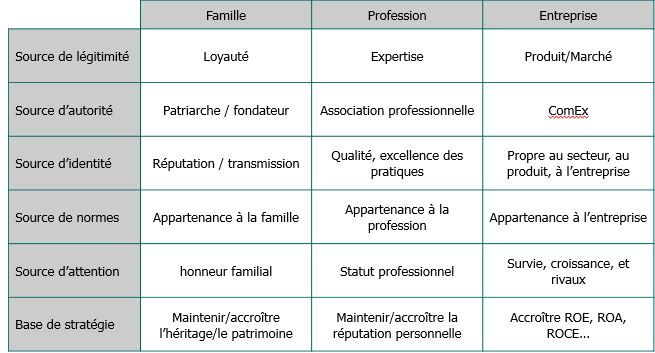 Famille Profession Entreprise
Source de légitimité Loyauté Expertise Produit/Marché
Source d'autorité Patriarche / fondateur Association professionnelle ComEx
Source d'identité Réputation / transmission Qualité, excellence des pratiques Propre au secteur, au produit, à l'entreprise
Source de normes Appartenance à la famille Appartenance à la profession Appartenance à l'entreprise
Source d'attention honneur familial Statut professionnel Survie, croissance, et rivaux
Base de stratégie Maintenir/accroître l'héritage/le patrimoine Maintenir/accroître la réputation personnelle Accroître ROE, ROA, ROCE...